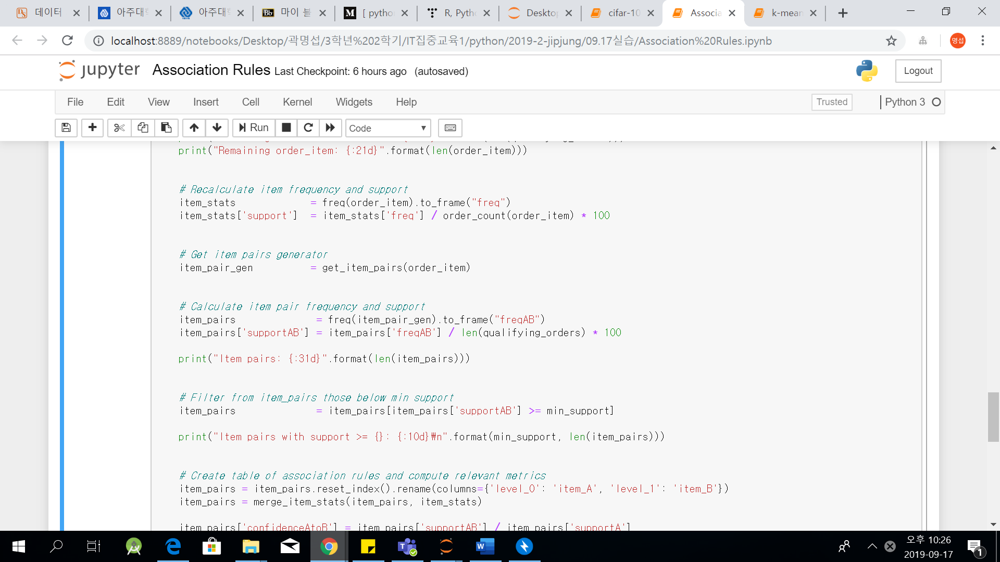 데이터
아주대학
아주대학
마이 블
[ pytho
R, Pyth
Desktop
cifar-10
Associa
k-mean
localhost:8889/notebooks/Desktop/곽명섭/3학년%202학기/IT집중교육1/python/2019-2-jipjung/09.17실습/Association%20Rules.ipynb
명섭
jupyter Association Rules Last Checkpoint: 6 hours ago (autosaved)
Logout
File Edit View Insert Cell Kernel Widgets Help
Trusted
Python 3
Run
Code
print("Remaining order_item: {:21d}".format(len(order_item)))
# Recalculate item frequency and support
item_stats = freq(order_item).to_frame("freq")
item_stats['support'] = item_stats['freq'] / order_count(order_item) * 100
# Get item pairs generator
item_pair_gen = get_item_pairs(order_item)
# Calculate item pair frequency and support
item_pairs = freq(item_pair_gen).to_frame("freqAB")
item_pairs['supportAB'] = item_pairs['freqAB'] / len(qualifying_orders) * 100
print("Item pairs: {:31d}".format(len(item_pairs)))
# Filter from item_pairs those below min support
item_pairs = item_pairs[item_pairs['supportAB'] >= min_support]
print("Item pairs with support >= {}: {:10d}₩n".format(min_support, len(item_pairs)))
# Create table of association rules and compute relevant metrics
item_pairs = item_pairs.reset_index().rename(columns={'level_0': 'item_A', 'level_1': 'item_B'})
item_pairs = merge_item_stats(item_pairs, item_stats)
item_pairs['confidenceAtoB'] = item_pairs['supportAB'] / item_pairs['supportA']
오후 10:26
2019-09-17
1